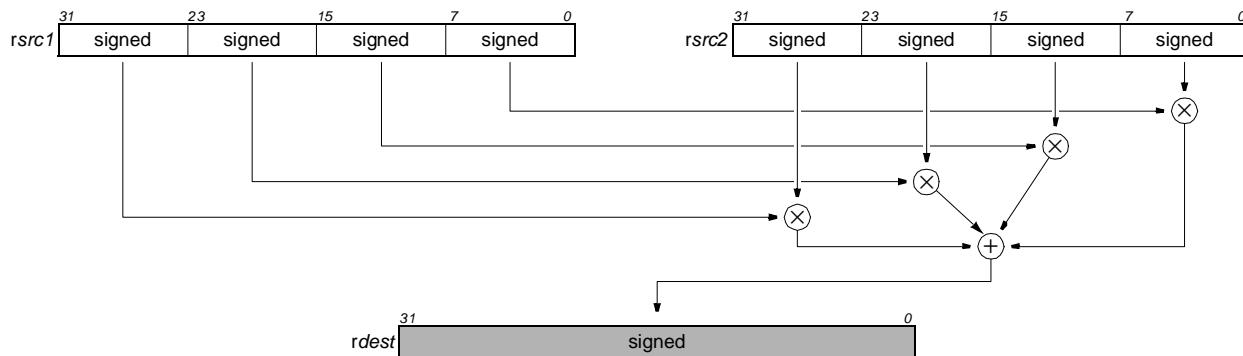 31 23 15 7 0 31 23 15 7 0
rsrc1 signed signed signed signed rsrc2 signed signed signed signed
31 0
rdest signed